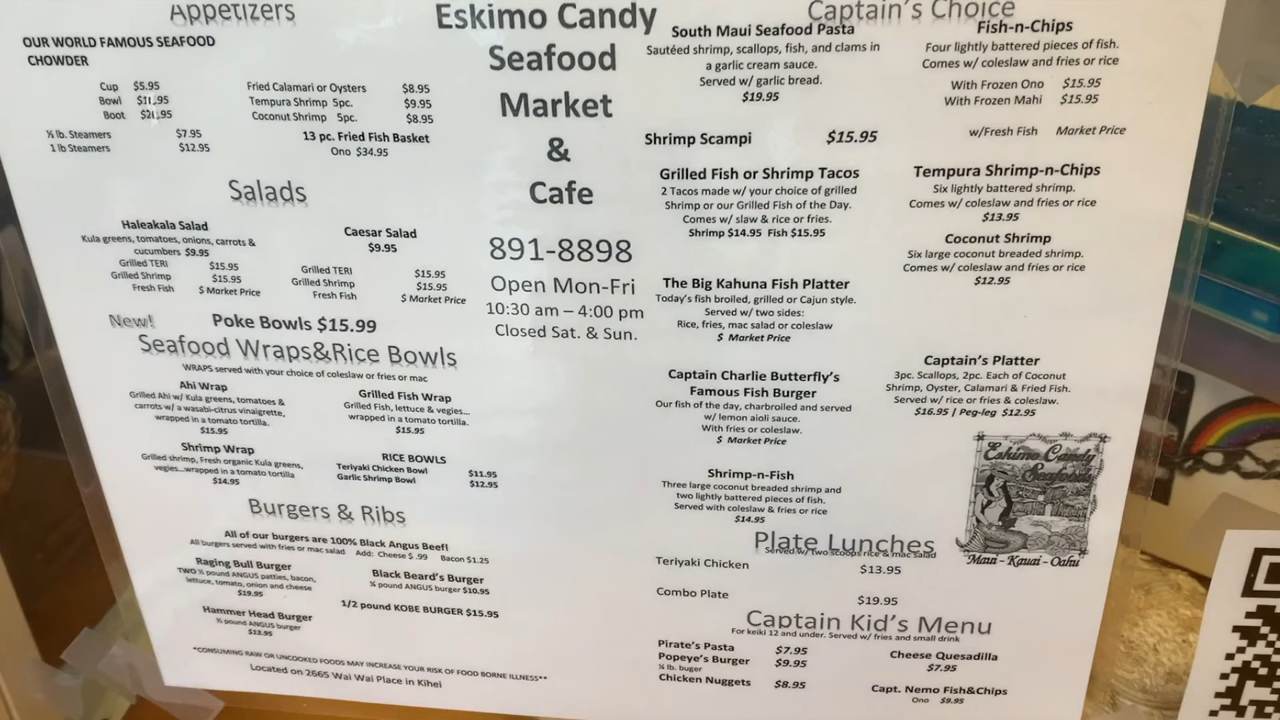 Appetizers
OUR WORLD FAMOUS SEAFOOD
CHOWDER
Cup $5.95
Bowl $11.95
Boot $21.95
½ lb. Steamers $7.95
1 lb Steamers $12.95
Fried Calamari or Oysters $8.95
Tempura Shrimp 5pc. $9.95
Coconut Shrimp 5pc. $8.95
13 pc. Fried Fish Basket
Ono $34.95
Salads
Haleakala Salad
Kula greens, tomatoes, onions, carrots &
cucumbers $9.95
Grilled TERI $15.95
Grilled Shrimp $15.95
Fresh Fish $ Market Price
Caesar Salad
$9.95
Grilled TERI $15.95
Grilled Shrimp $15.95
Fresh Fish $ Market Price
New! Poke Bowls $15.99
Seafood Wraps&Rice Bowls
WRAPS served with your choice of coleslaw or fries or mac
Ahi Wrap
Grilled Ahi w/ Kula greens, tomatoes &
carrots w/ a wasabi-citrus vinaigrette,
wrapped in a tomato tortilla.
$15.95
Grilled Fish Wrap
Grilled Fish, lettuce & vegies...
wrapped in a tomato tortilla.
$15.95
Shrimp Wrap
Grilled shrimp, Fresh organic Kula greens,
vegies...wrapped in a tomato tortilla
$14.95
RICE BOWLS
Teriyaki Chicken Bowl $11.95
Garlic Shrimp Bowl $12.95
Burgers & Ribs
All of our burgers are 100% Black Angus Beef!
All burgers served with fries or mac salad Add: Cheese $ .99 Bacon $1.25
Raging Bull Burger
TWO ½ pound ANGUS patties, bacon,
lettuce, tomato, onion and cheese
$19.95
Black Beard's Burger
¼ pound ANGUS burger $10.95
Hammer Head Burger
½ pound ANGUS burger
$13.95
1/2 pound KOBE BURGER $15.95
*CONSUMING RAW OR UNCOOKED FOODS MAY INCREASE YOUR RISK OF FOOD BORNE ILLNESS**
Located on 2665 Wai Wai Place in Kihei
Eskimo Candy
Seafood
Market
&
Cafe
891-8898
Open Mon-Fri
10:30 am – 4:00 pm
Closed Sat. & Sun.
Captain's Choice
South Maui Seafood Pasta
Sautéed shrimp, scallops, fish, and clams in
a garlic cream sauce.
Served w/ garlic bread.
$19.95
Shrimp Scampi $15.95
Grilled Fish or Shrimp Tacos
2 Tacos made w/ your choice of grilled
Shrimp or our Grilled Fish of the Day.
Comes w/ slaw & rice or fries.
Shrimp $14.95 Fish $15.95
The Big Kahuna Fish Platter
Today's fish broiled, grilled or Cajun style.
Served w/ two sides:
Rice, fries, mac salad or coleslaw
$ Market Price
Captain Charlie Butterfly's
Famous Fish Burger
Our fish of the day, charbroiled and served
w/ lemon aioli sauce.
With fries or coleslaw.
$ Market Price
Shrimp-n-Fish
Three large coconut breaded shrimp and
two lightly battered pieces of fish.
Served with coleslaw & fries or rice
$14.95
Fish-n-Chips
Four lightly battered pieces of fish.
Comes w/ coleslaw and fries or rice
With Frozen Ono $15.95
With Frozen Mahi $15.95
w/Fresh Fish Market Price
Tempura Shrimp-n-Chips
Six lightly battered shrimp.
Comes w/ coleslaw and fries or rice
$13.95
Coconut Shrimp
Six large coconut breaded shrimp.
Comes w/ coleslaw and fries or rice
$12.95
Captain's Platter
3pc. Scallops, 2pc. Each of Coconut
Shrimp, Oyster, Calamari & Fried Fish.
Served w/ rice or fries & coleslaw.
$16.95 / Peg-leg $12.95
Eskimo Candy
Seafoods
Maui - Kauai - Oahu
Plate Lunches
Served w/ two scoops rice & mac salad
Teriyaki Chicken $13.95
Combo Plate $19.95
Captain Kid's Menu
For keiki 12 and under. Served w/ fries and small drink
Pirate's Pasta $7.95
Popeye's Burger $9.95
¼ lb. buger
Chicken Nuggets $8.95
Cheese Quesadilla
$7.95
Capt. Nemo Fish&Chips
Ono $9.95